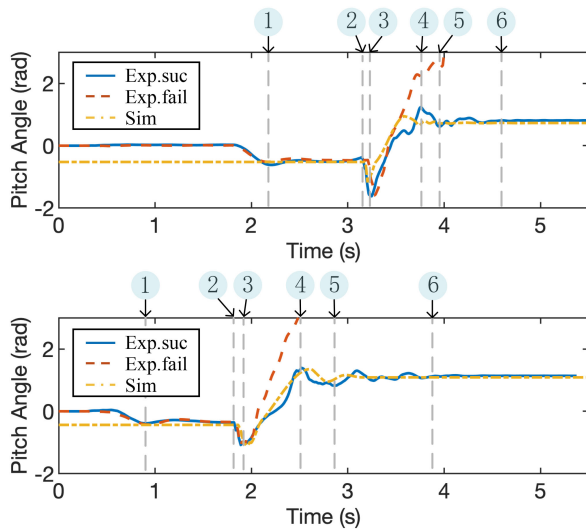 1 2 3 4 5 6
Pitch Angle (rad)
2
0
-2
Exp.suc
Exp.fail
Sim
0 1 2 3 4 5
Time (s)
1 2 3 4 5 6
Pitch Angle (rad)
2
0
-2
Exp.suc
Exp.fail
Sim
0 1 2 3 4 5
Time (s)